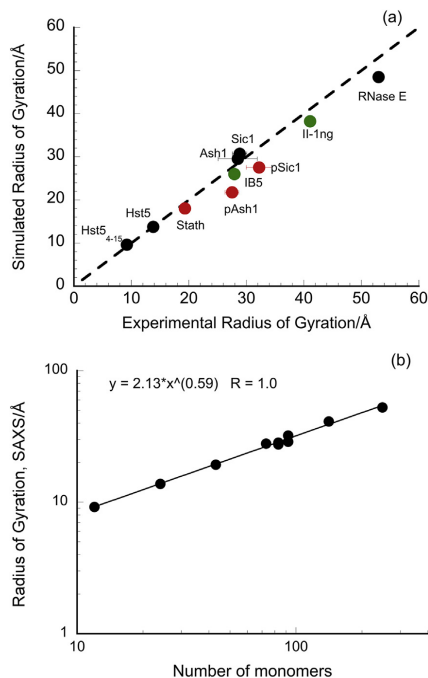 (a)
60
50
40
30
20
10
0
0 10 20 30 40 50 60
Simulated Radius of Gyration/Å
Experimental Radius of Gyration/Å
RNase E
II-1ng
Sic1
Ash1
pSic1
IB5
pAsh1
Stath
Hst5
Hst5 4-15
(b)
y = 2.13*x^(0.59) R = 1.0
100
10
1
10 100
Radius of Gyration, SAXS/Å
Number of monomers